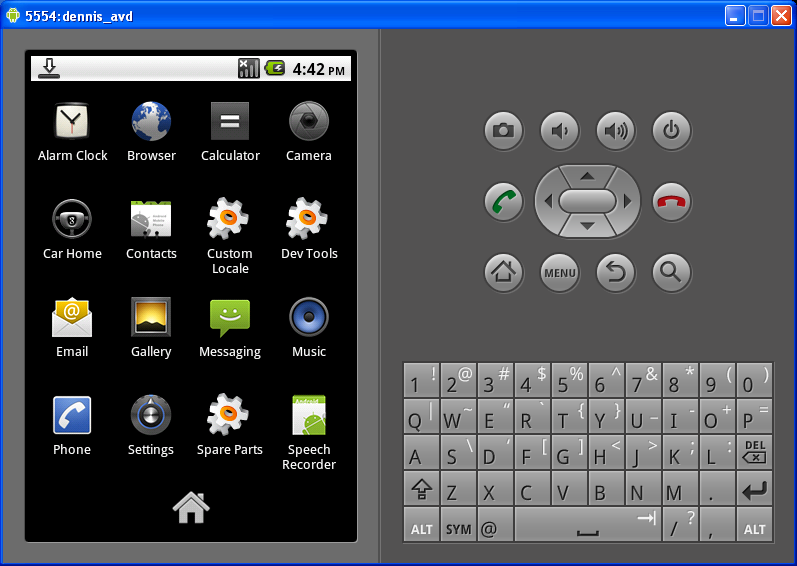 5554:dennis_avd
4:42 PM
Alarm Clock Browser Calculator Camera
Car Home Contacts Custom Locale Dev Tools
Email Gallery Messaging Music
Phone Settings Spare Parts Speech Recorder
MENU
1 ! 2 @ 3 # 4 $ 5 % 6 ^ 7 & 8 * 9 ( 0 )
Q | W ~ E “ R ` T { Y } U _ I - O + P =
A S \ D ‘ F [ G ] H < J > K ; L : DEL
Z X C V B N M .
ALT SYM @ / ? , ALT